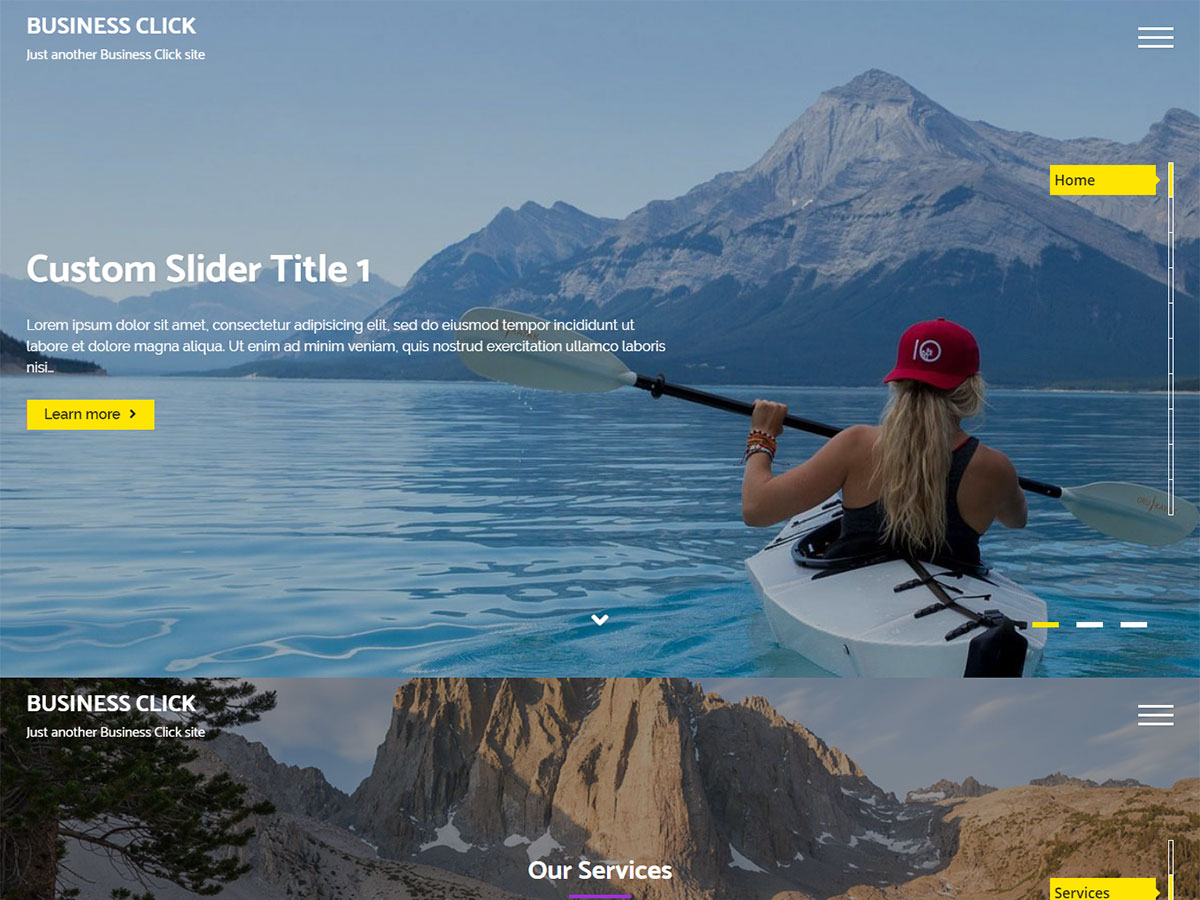 BUSINESS CLICK
Just another Business Click site
Home
Custom Slider Title 1
Lorem ipsum dolor sit amet, consectetur adipisicing elit, sed do eiusmod tempor incididunt ut
labore et dolore magna aliqua. Ut enim ad minim veniam, quis nostrud exercitation ullamco laboris
nisi...
Learn more
BUSINESS CLICK
Just another Business Click site
Our Services
Services